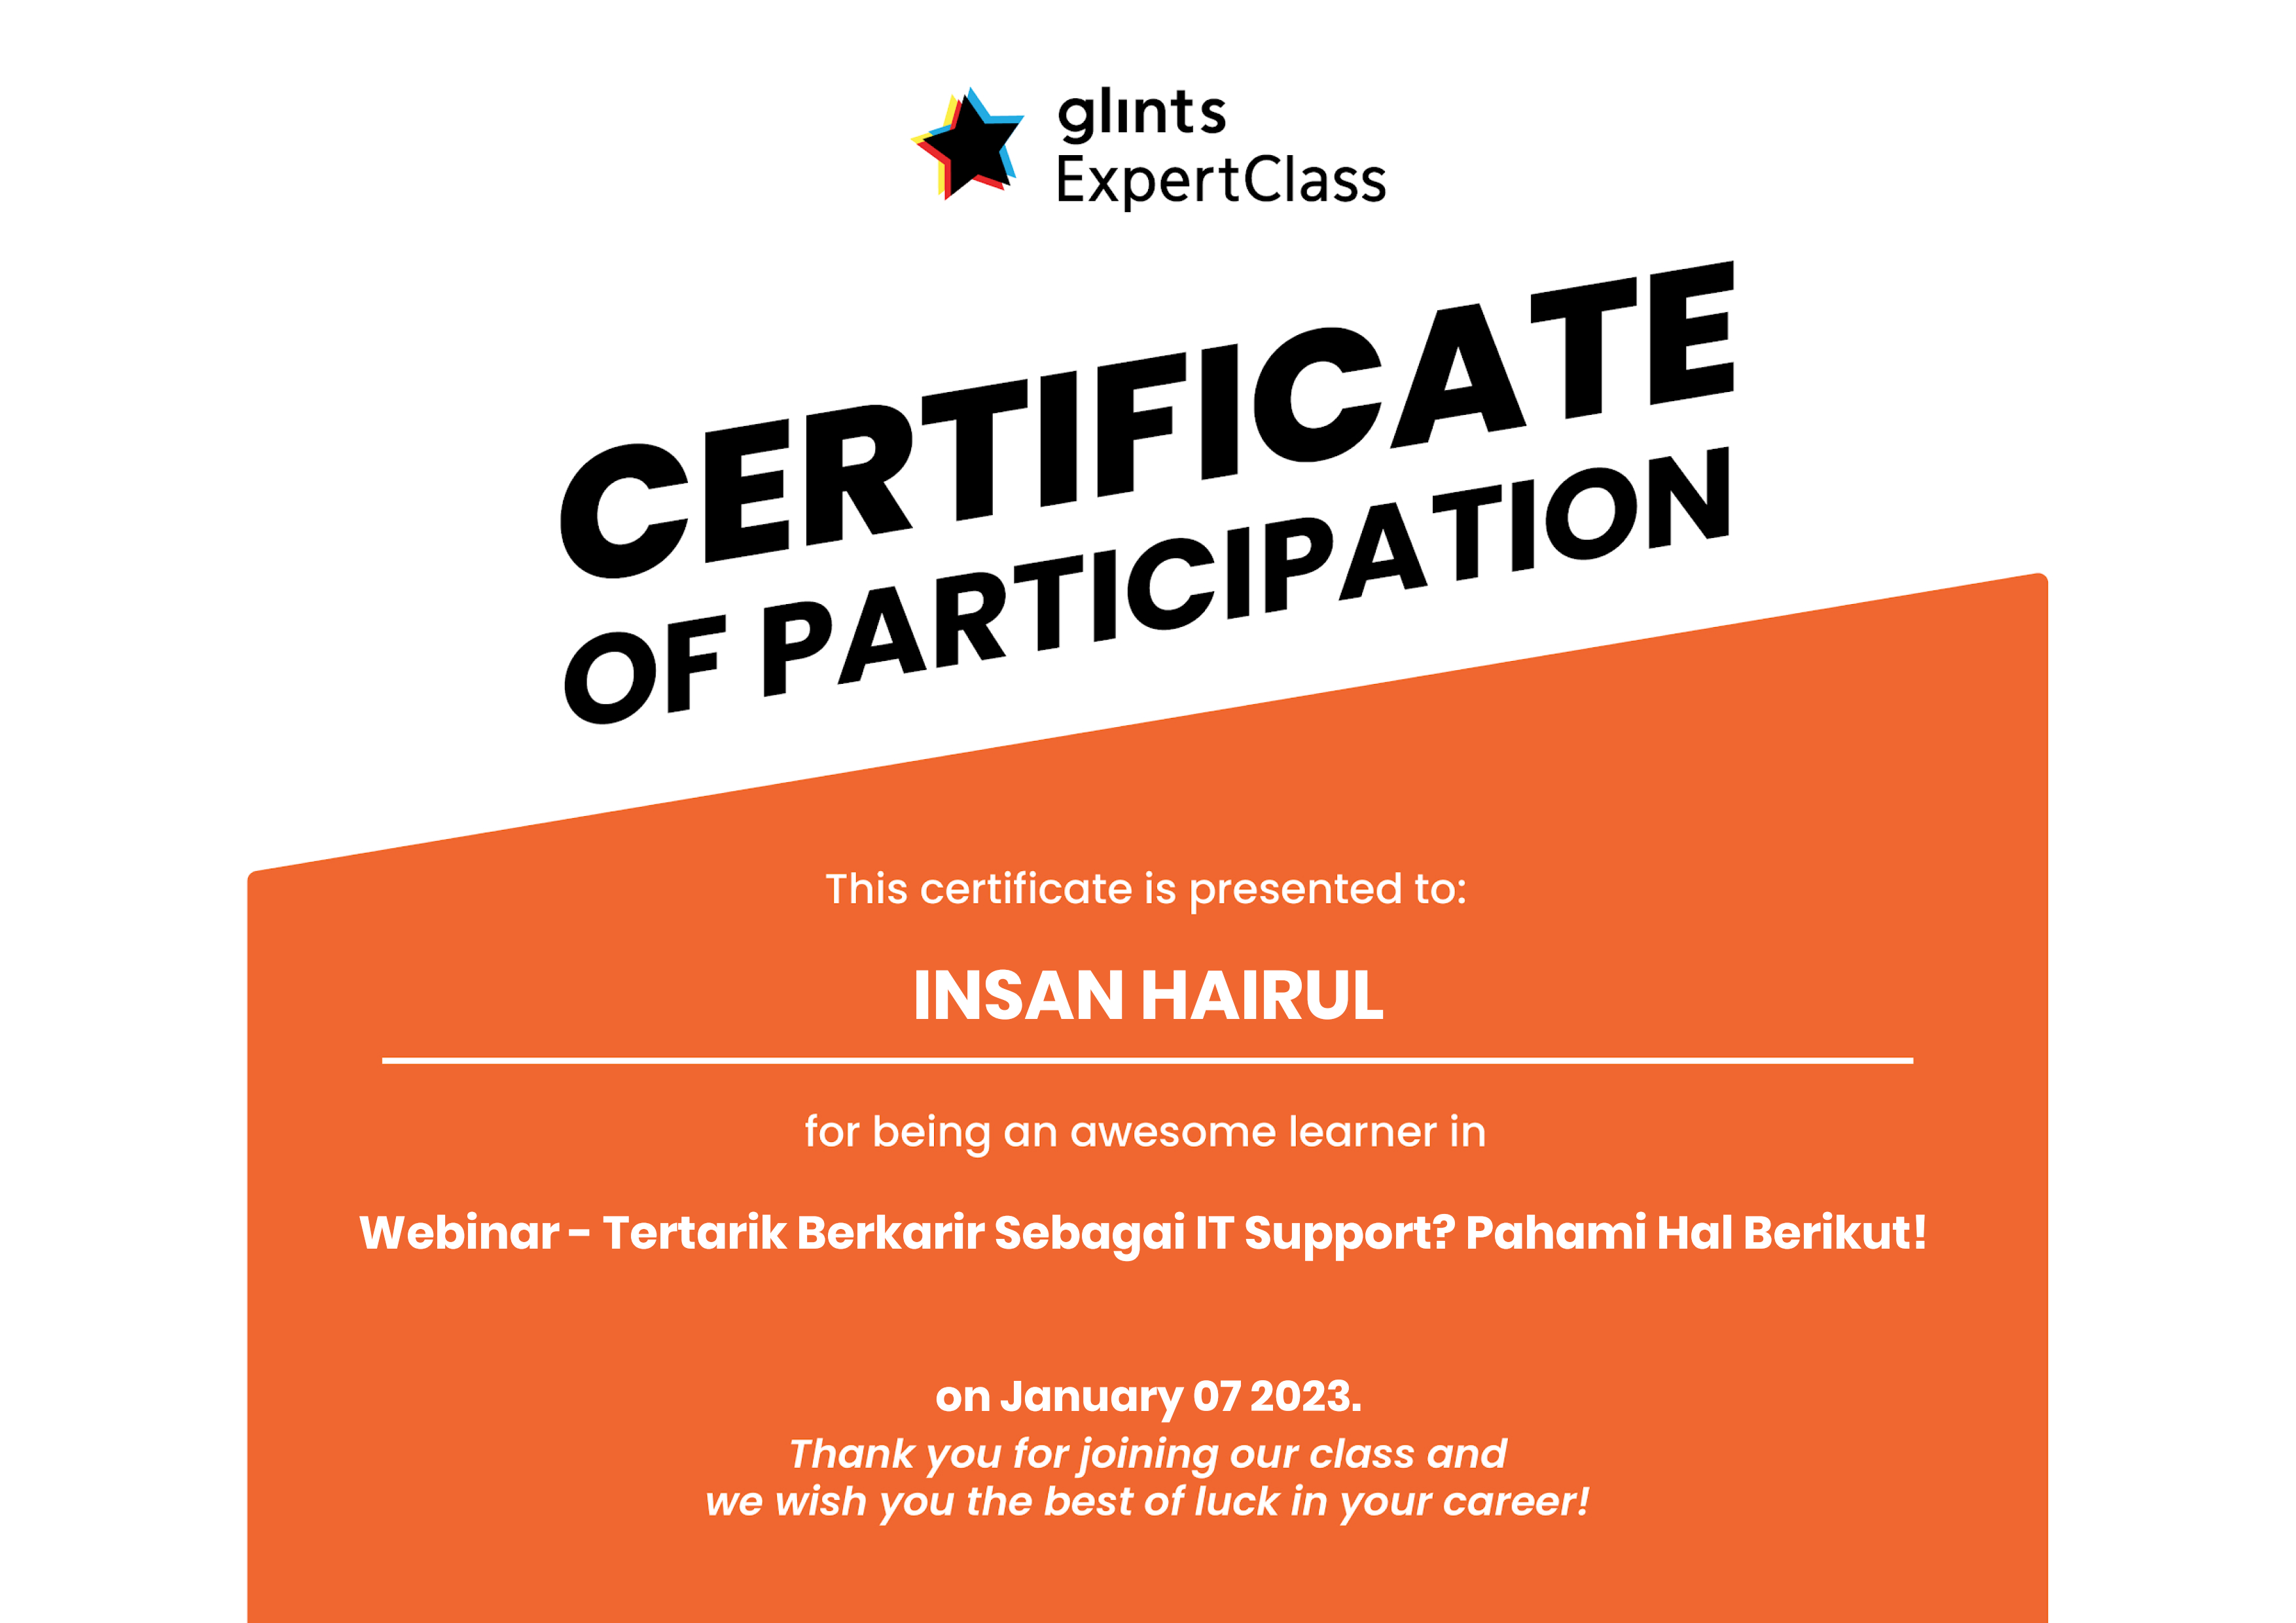 glints
ExpertClass
CERTIFICATE
OF PARTICIPATION
This certificate is presented to:
INSAN HAIRUL
for being an awesome learner in
Webinar - Tertarik Berkarir Sebagai IT Support? Pahami Hal Berikut!
on January 07 2023.
Thank you for joining our class and
we wish you the best of luck in your career!